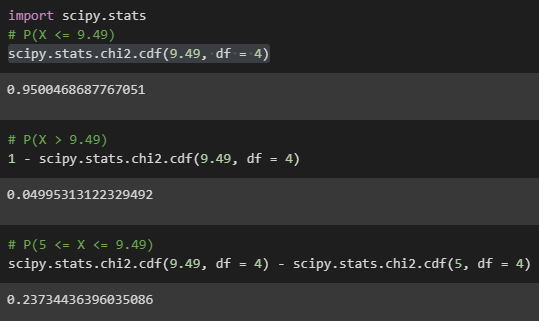 import scipy.stats
# P(X <= 9.49)
scipy.stats.chi2.cdf(9.49, df = 4)
0.9500468687767051
# P(X > 9.49)
1 - scipy.stats.chi2.cdf(9.49, df = 4)
0.04995313122329492
# P(5 <= X <= 9.49)
scipy.stats.chi2.cdf(9.49, df = 4) - scipy.stats.chi2.cdf(5, df = 4)
0.23734436396035086